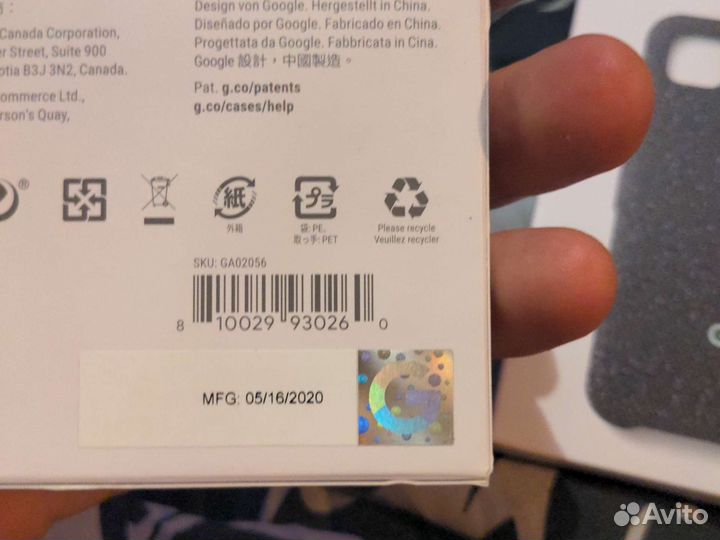 Canada Corporation,
er Street, Suite 900
otia B3J 3N2, Canada.
ommerce Ltd.,
erson's Quay,
Design von Google. Hergestellt in China.
Diseñado por Google. Fabricado en China.
Progettata da Google. Fabbricata in Cina.
Google 設計，中國製造。
Pat. g.co/patents
g.co/cases/help
®
紙
外箱
プラ
袋: PE,
取っ手: PET
Please recycle
Veuillez recycler
SKU: GA02056
8 10029 93026 0
MFG: 05/16/2020
G
Avito